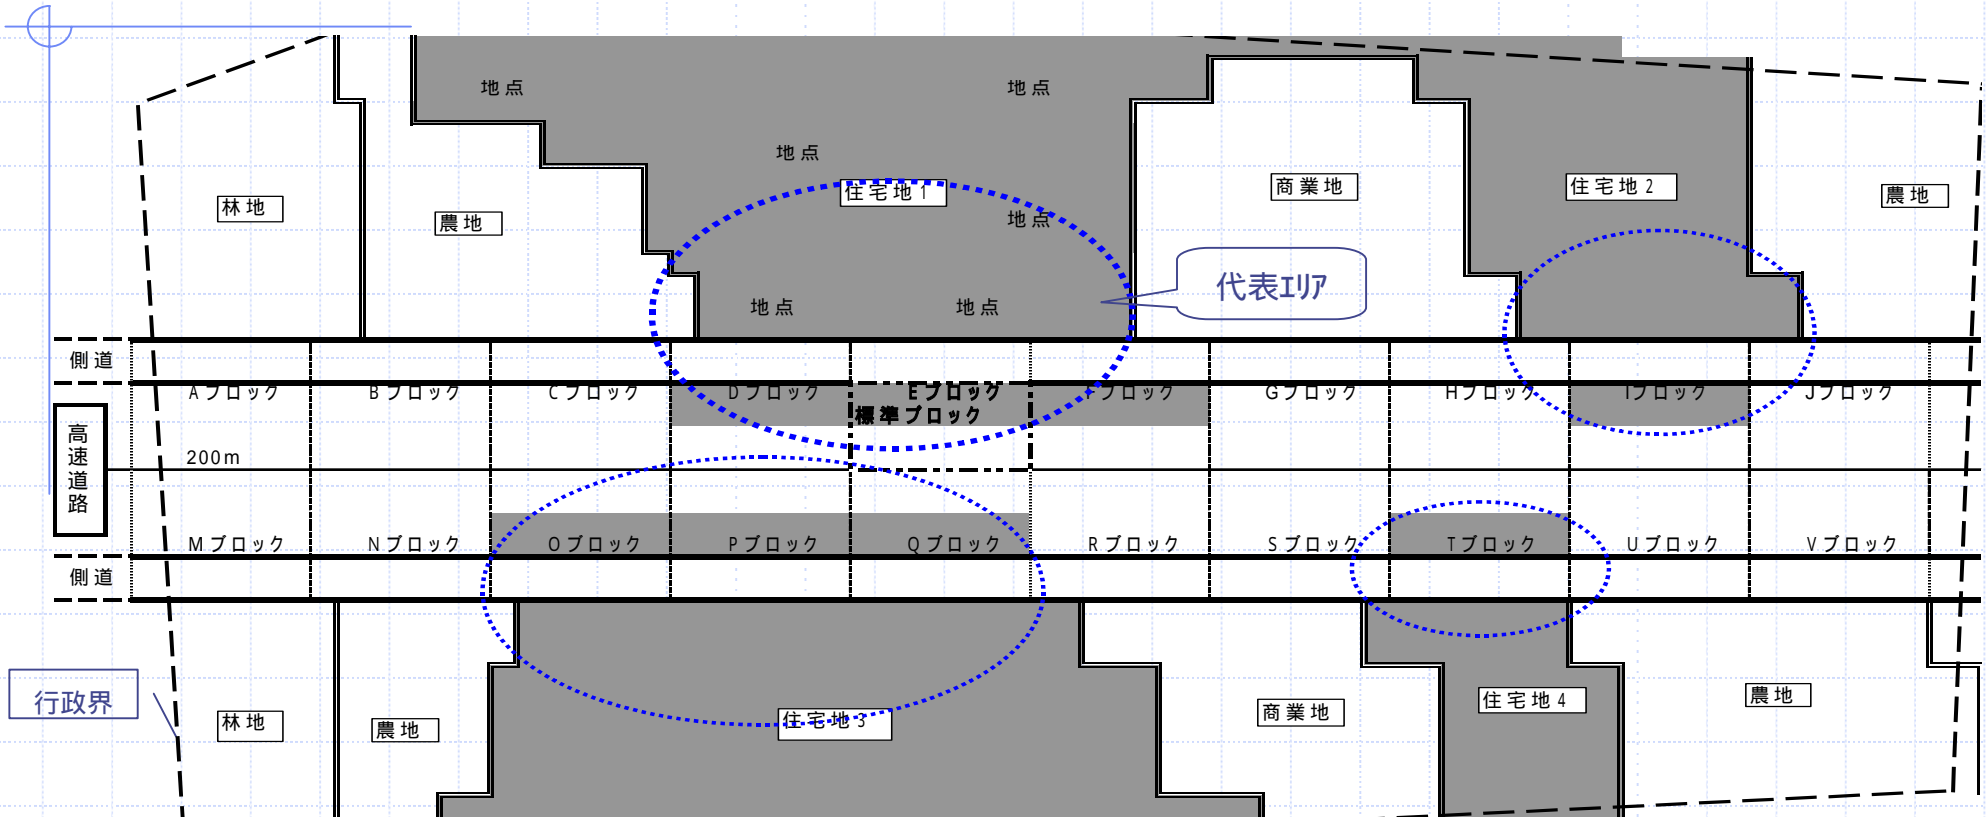 地点
地点
地点
住宅地1
商業地
住宅地2
農地
林地
農地
地点
代表エリア
地点
地点
側道
Aブロック
Bブロック
Cブロック
Dブロック
Eブロック
標準ブロック
Fブロック
Gブロック
Hブロック
Iブロック
Jブロック
高速道路
200m
Mブロック
Nブロック
Oブロック
Pブロック
Qブロック
Rブロック
Sブロック
Tブロック
Uブロック
Vブロック
側道
行政界
林地
農地
住宅地3
商業地
住宅地4
農地